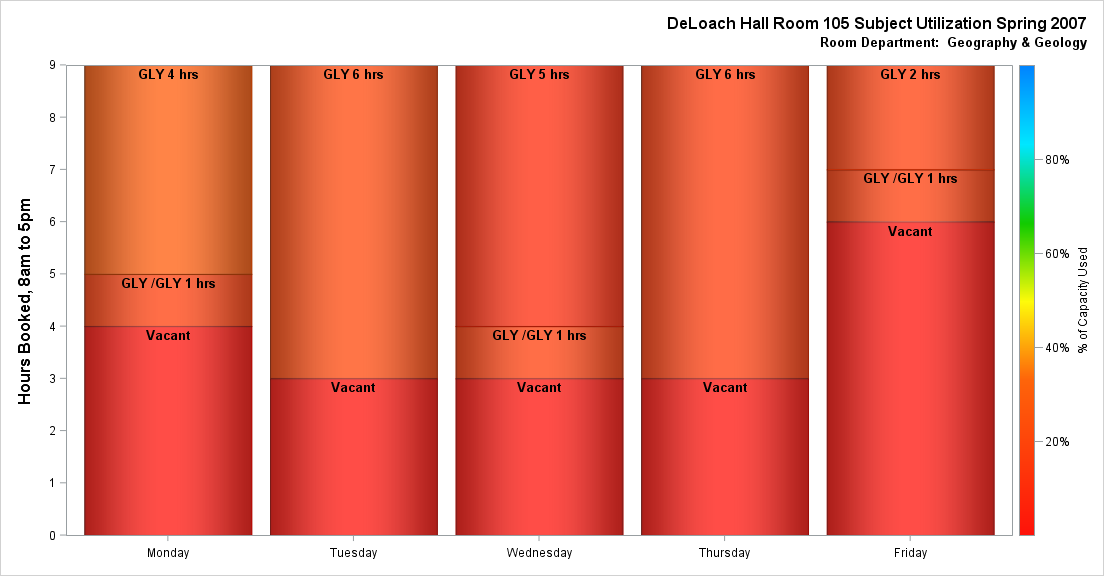 DeLoach Hall Room 105 Subject Utilization Spring 2007
Room Department: Geography & Geology
Hours Booked, 8am to 5pm
9
8
7
6
5
4
3
2
1
0
GLY 4 hrs
GLY /GLY 1 hrs
Vacant
GLY 6 hrs
Vacant
GLY 5 hrs
GLY /GLY 1 hrs
Vacant
GLY 6 hrs
Vacant
GLY 2 hrs
GLY /GLY 1 hrs
Vacant
Monday
Tuesday
Wednesday
Thursday
Friday
80%
60%
40%
20%
% of Capacity Used